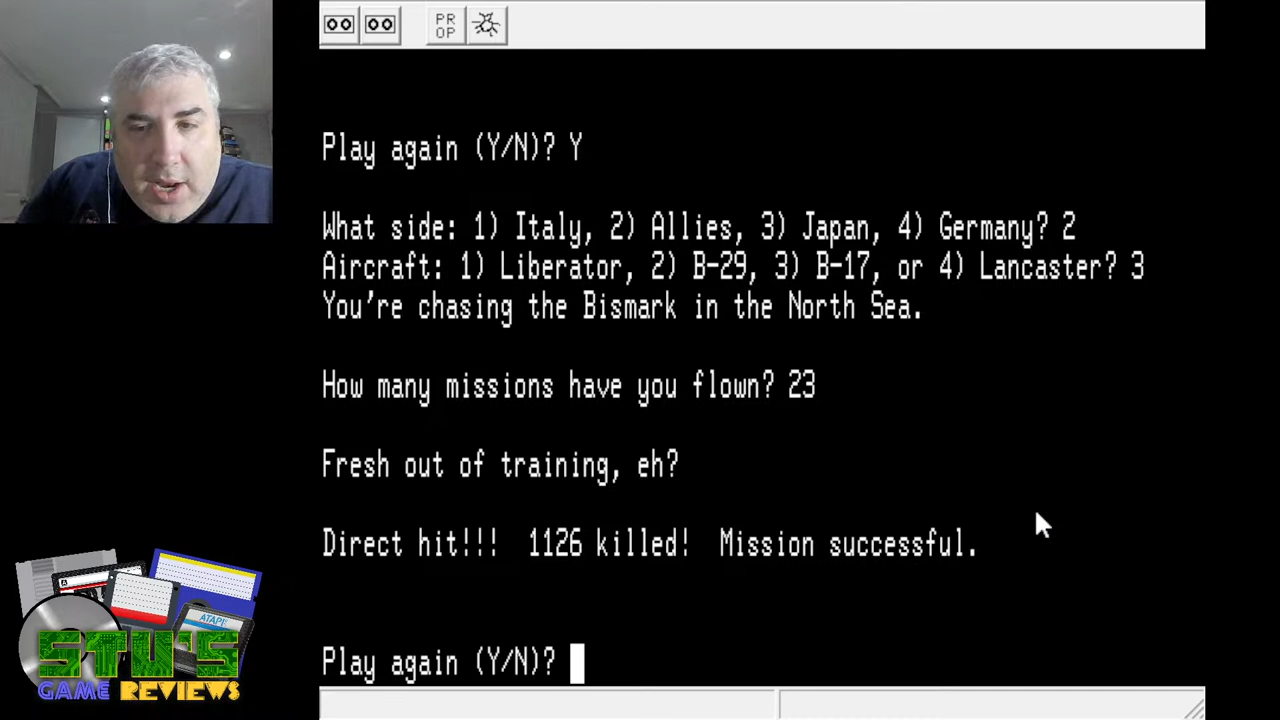 PR
OP
Play again (Y/N)? Y
What side: 1) Italy, 2) Allies, 3) Japan, 4) Germany? 2
Aircraft: 1) Liberator, 2) B-29, 3) B-17, or 4) Lancaster? 3
You're chasing the Bismark in the North Sea.
How many missions have you flown? 23
Fresh out of training, eh?
Direct hit!!! 1126 killed! Mission successful.
Play again (Y/N)?
A
ATARI
STU'S
GAME REVIEWS